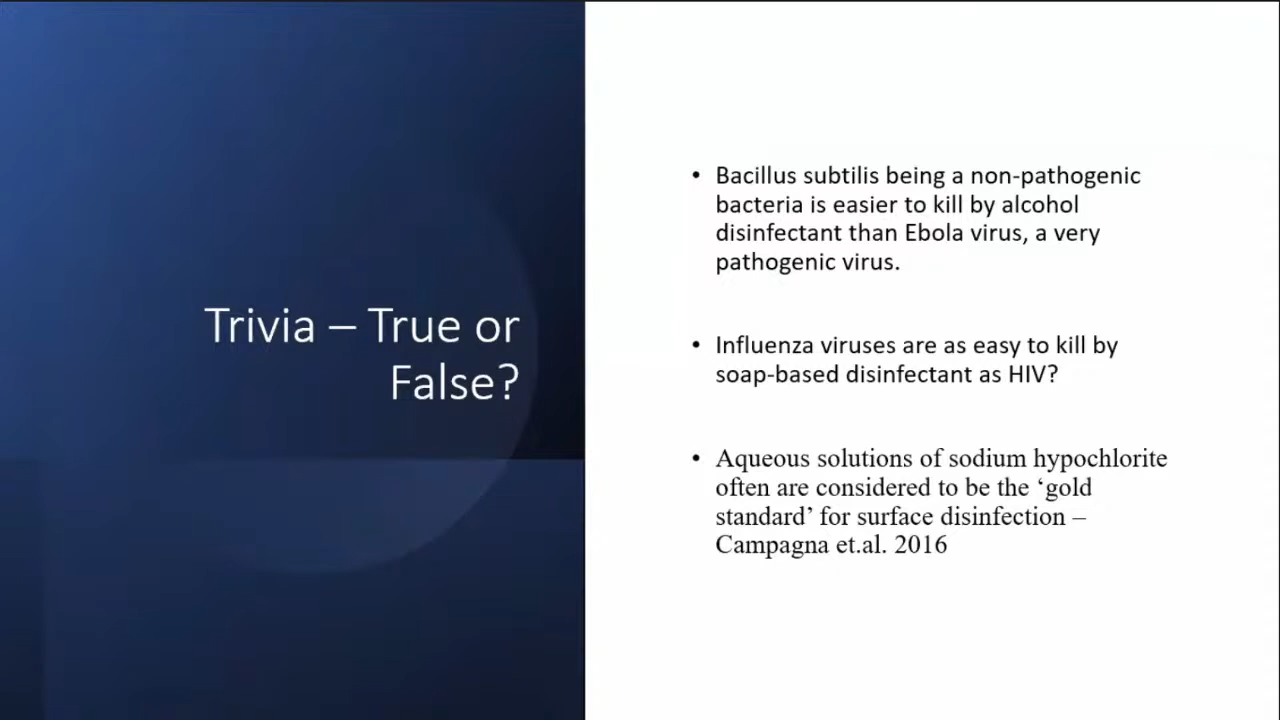 Trivia – True or
False?
• Bacillus subtilis being a non-pathogenic
bacteria is easier to kill by alcohol
disinfectant than Ebola virus, a very
pathogenic virus.
• Influenza viruses are as easy to kill by
soap-based disinfectant as HIV?
• Aqueous solutions of sodium hypochlorite
often are considered to be the ‘gold
standard’ for surface disinfection –
Campagna et.al. 2016